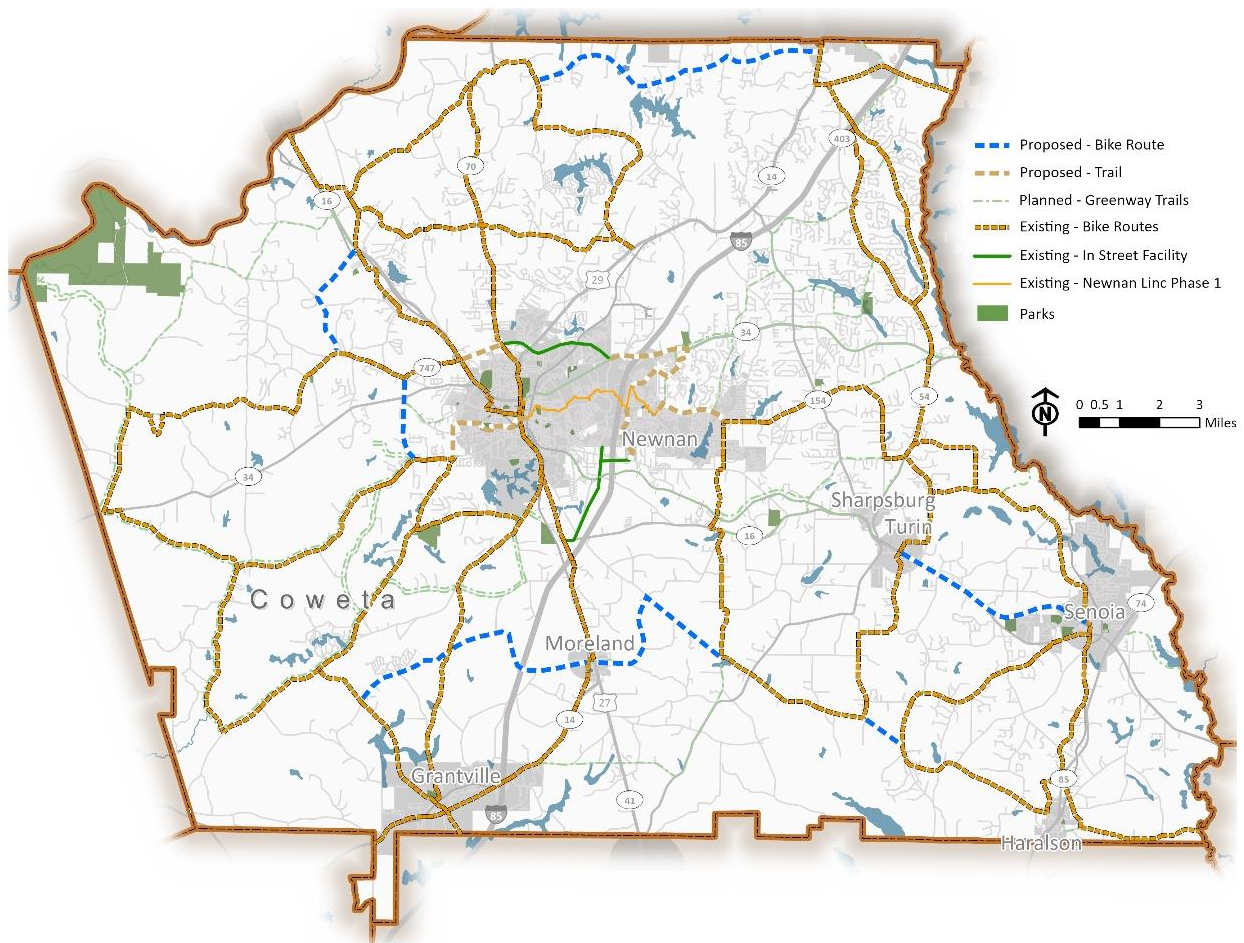 403
Proposed - Bike Route
70
Proposed - Trail
14
16
Planned - Greenway Trails
Existing - Bike Routes
85
Existing - In Street Facility
29
Existing - Newnan Linc Phase 1
Parks
34
747
154
54
N
0 0.5 1 2 3
Miles
Newnan
34
Sharpsburg
Turin
16
Coweta
74
Senoia
Moreland
27
14
Grantville
85
41
85
Haralson